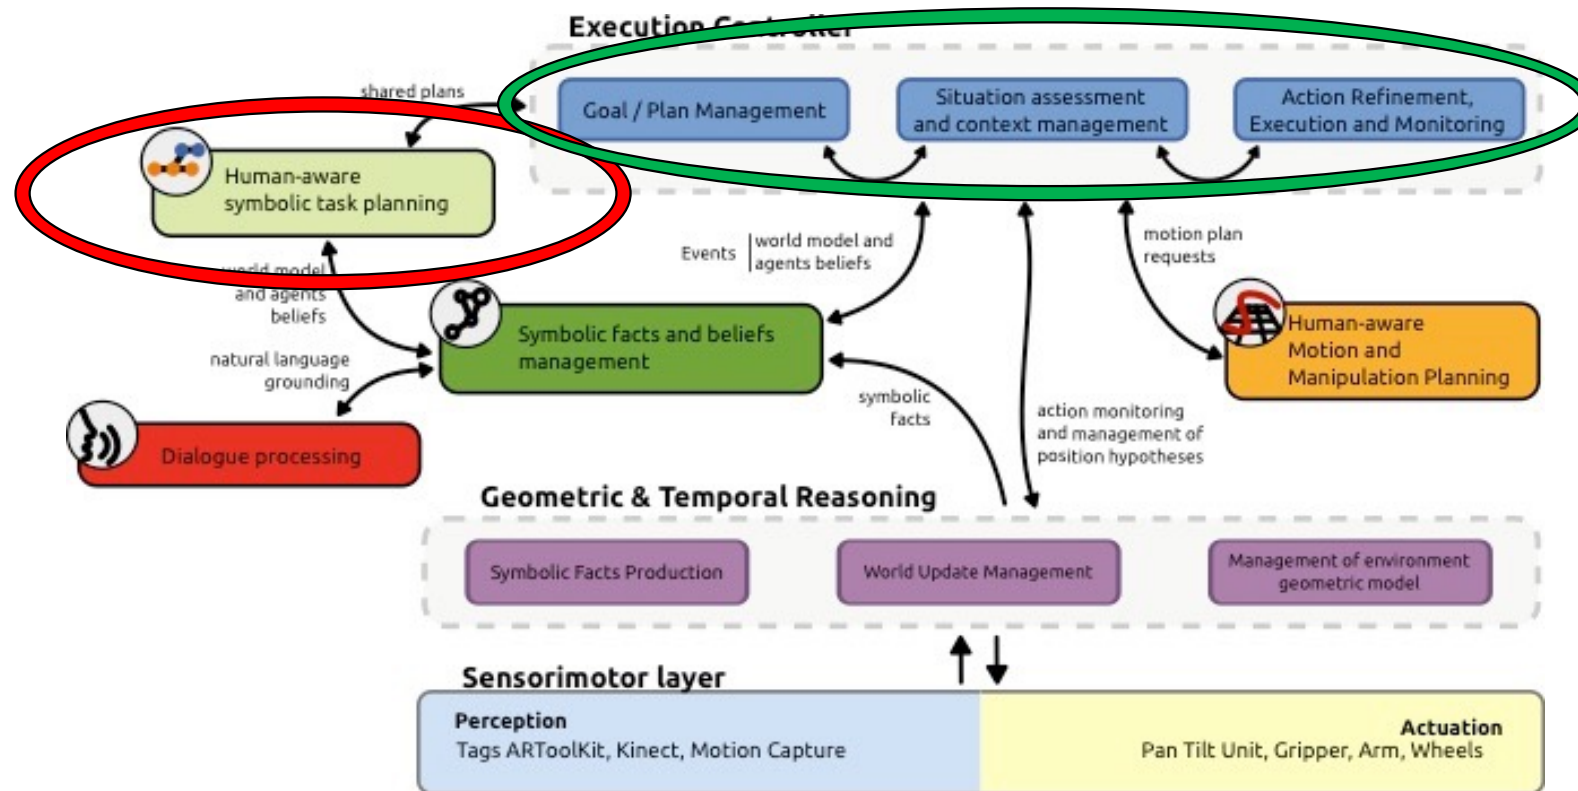 Execution Controller
shared plans
Goal / Plan Management
Situation assessment
and context management
Action Refinement,
Execution and Monitoring
Human-aware
symbolic task planning
Events
world model and
agents beliefs
motion plan
requests
world model
and agents
beliefs
Symbolic facts and beliefs
management
Human-aware
Motion and
Manipulation Planning
natural language
grounding
symbolic
facts
action monitoring
and management of
position hypotheses
Dialogue processing
Geometric & Temporal Reasoning
Symbolic Facts Production
World Update Management
Management of environment
geometric model
Sensorimotor layer
Perception
Tags ARToolKit, Kinect, Motion Capture
Actuation
Pan Tilt Unit, Gripper, Arm, Wheels